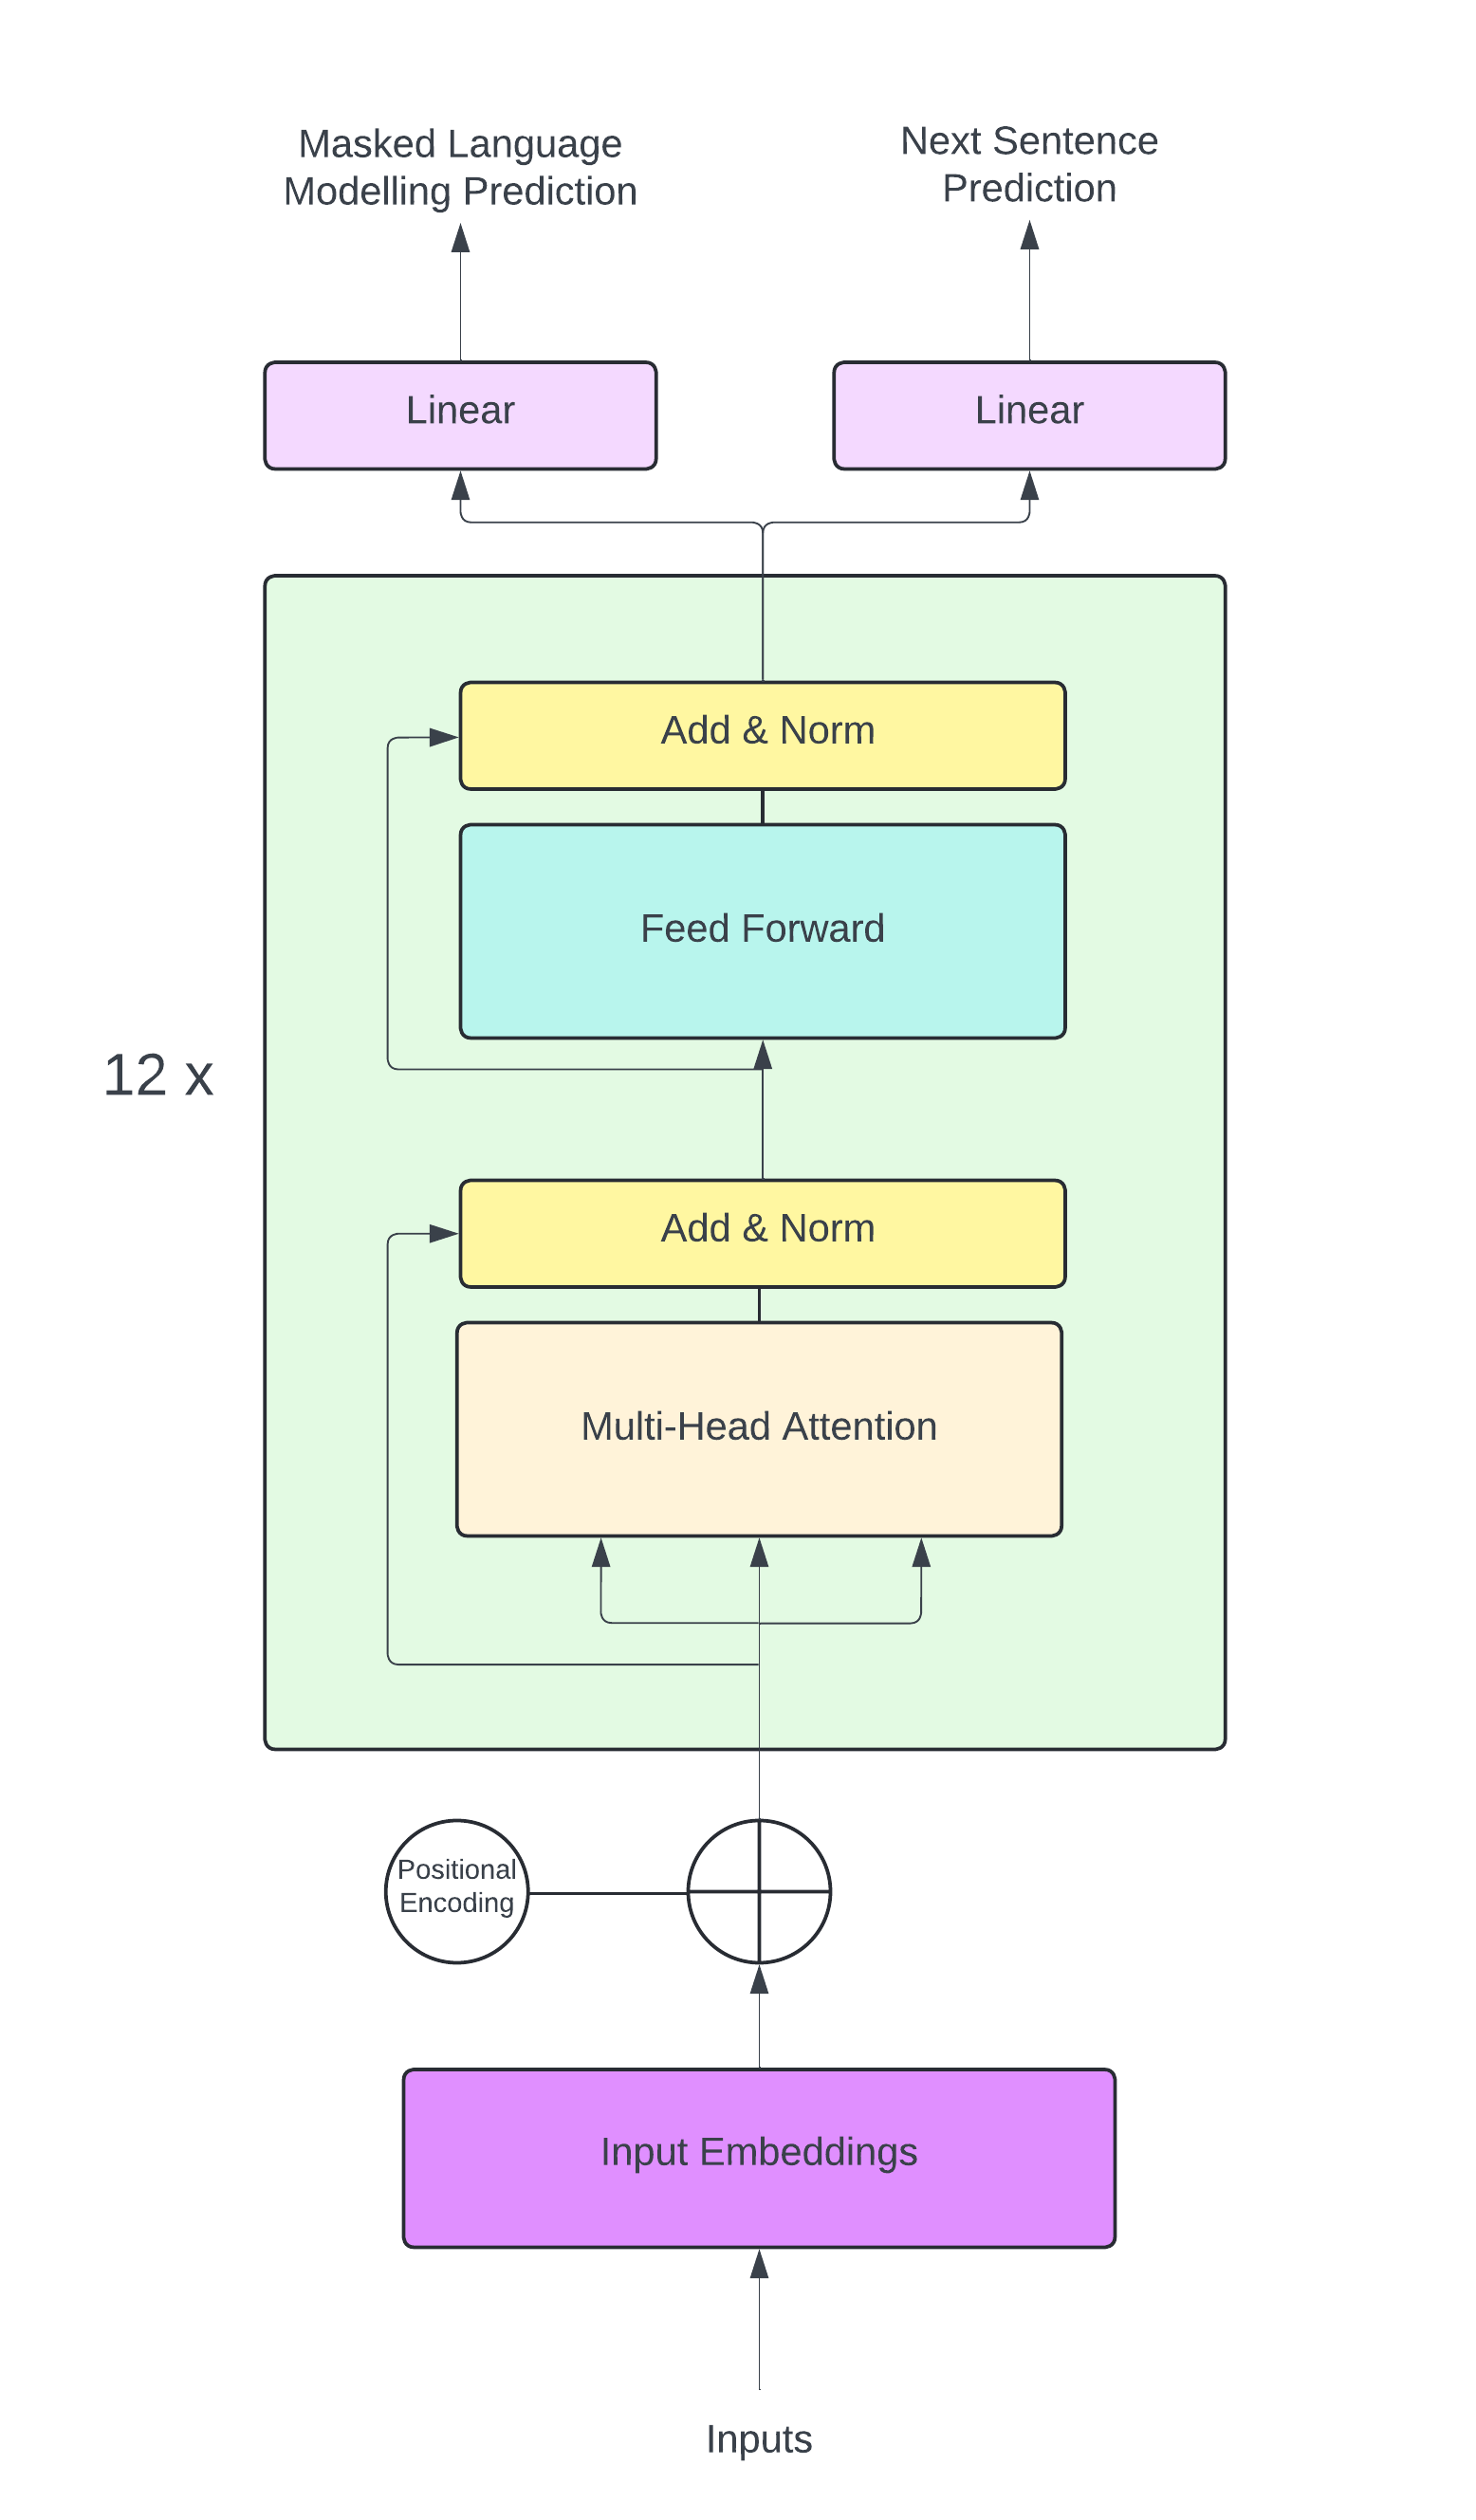 Masked Language
Modelling Prediction
Next Sentence
Prediction
Linear
Linear
Add & Norm
Feed Forward
12 x
Add & Norm
Multi-Head Attention
Positional
Encoding
Input Embeddings
Inputs